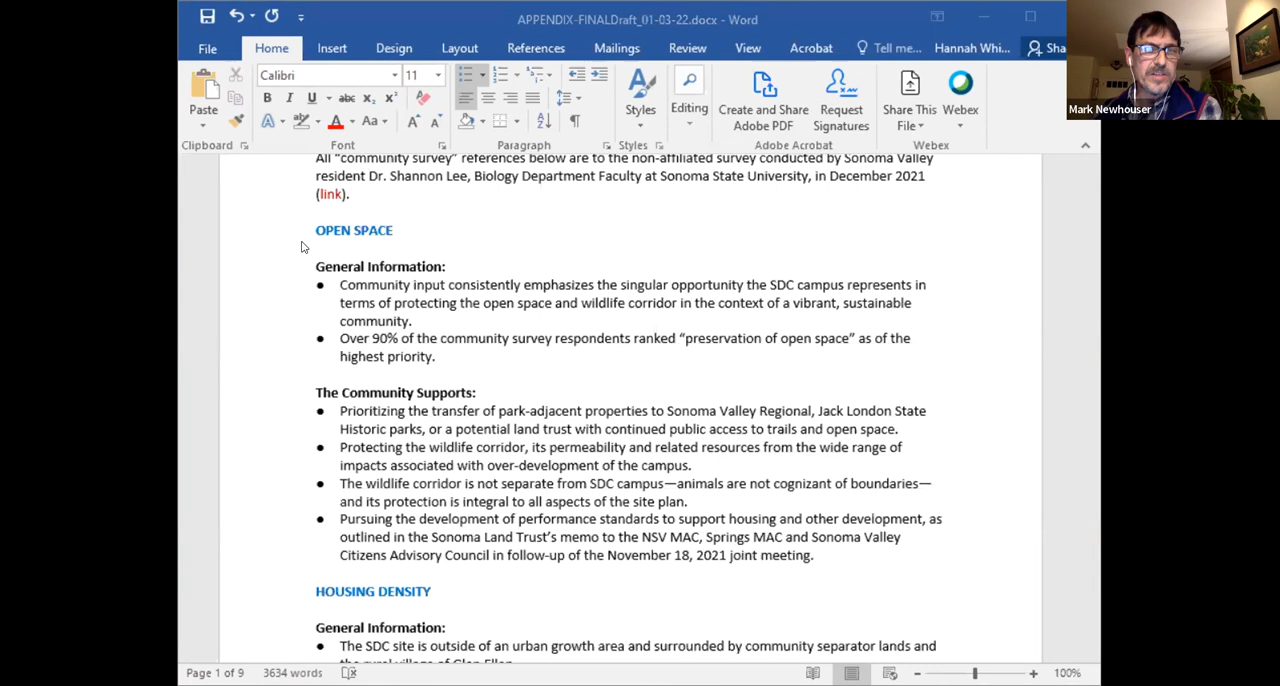 APPENDIX-FINALDraft_01-03-22.docx - Word
File Home Insert Design Layout References Mailings Review View Acrobat Tell me... Hannah Whi... Sha
Mark Newhouser
Calibri 11
B I U abc X₂ X²
A A Aa A A
Paste
Styles
Editing
Create and Share
Adobe PDF
Request
Signatures
Share This
File
Webex
Clipboard Font Paragraph Styles Adobe Acrobat Webex
All “community survey” references below are to the non-affiliated survey conducted by Sonoma Valley
resident Dr. Shannon Lee, Biology Department Faculty at Sonoma State University, in December 2021
(link).
OPEN SPACE
General Information:
● Community input consistently emphasizes the singular opportunity the SDC campus represents in
terms of protecting the open space and wildlife corridor in the context of a vibrant, sustainable
community.
● Over 90% of the community survey respondents ranked “preservation of open space” as of the
highest priority.
The Community Supports:
● Prioritizing the transfer of park-adjacent properties to Sonoma Valley Regional, Jack London State
Historic parks, or a potential land trust with continued public access to trails and open space.
● Protecting the wildlife corridor, its permeability and related resources from the wide range of
impacts associated with over-development of the campus.
● The wildlife corridor is not separate from SDC campus—animals are not cognizant of boundaries—
and its protection is integral to all aspects of the site plan.
● Pursuing the development of performance standards to support housing and other development, as
outlined in the Sonoma Land Trust’s memo to the NSV MAC, Springs MAC and Sonoma Valley
Citizens Advisory Council in follow-up of the November 18, 2021 joint meeting.
HOUSING DENSITY
General Information:
● The SDC site is outside of an urban growth area and surrounded by community separator lands and
the rural village of Glen Ellen.
Page 1 of 9 3634 words 100%